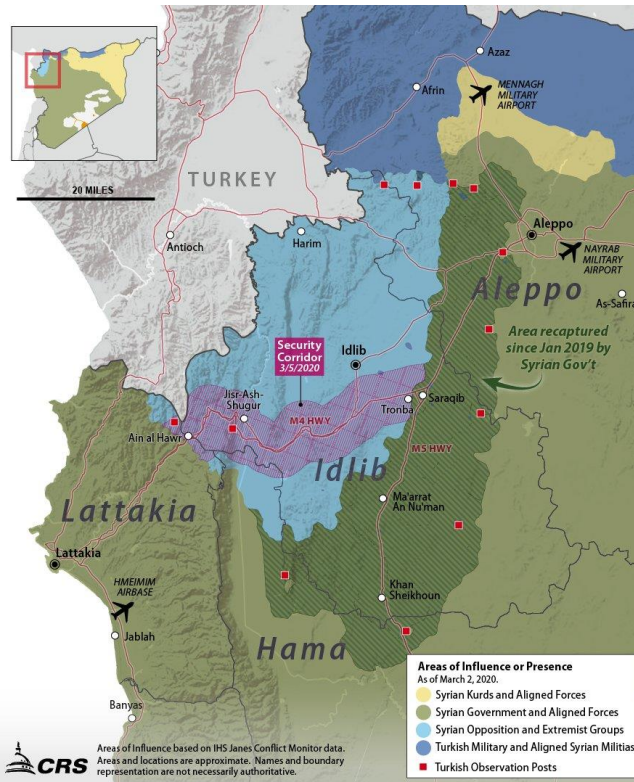 Azaz
MENNAGH
MILITARY
AIRPORT
Afrin
TURKEY
20 MILES
Antioch
Harim
Aleppo
NAYRAB
MILITARY
AIRPORT
Aleppo
As-Safira
Area recaptured
since Jan 2019 by
Syrian Gov't
Security
Corridor
3/5/2020
Idlib
Jisr-Ash-
Shugur
M4 HWY
Tronba
Saraqib
Ain al Hawr
M5 HWY
Idlib
Lattakia
Ma'arrat
An Nu'man
Lattakia
HMEIMIM
AIRBASE
Khan
Sheikhoun
Jablah
Hama
Banyas
Areas of Influence or Presence
As of March 2, 2020.
Syrian Kurds and Aligned Forces
Syrian Government and Aligned Forces
Syrian Opposition and Extremist Groups
Turkish Military and Aligned Syrian Militias
Turkish Observation Posts
CRS
Areas of Influence based on IHS Janes Conflict Monitor data.
Areas and locations are approximate. Names and boundary
representation are not necessarily authoritative.